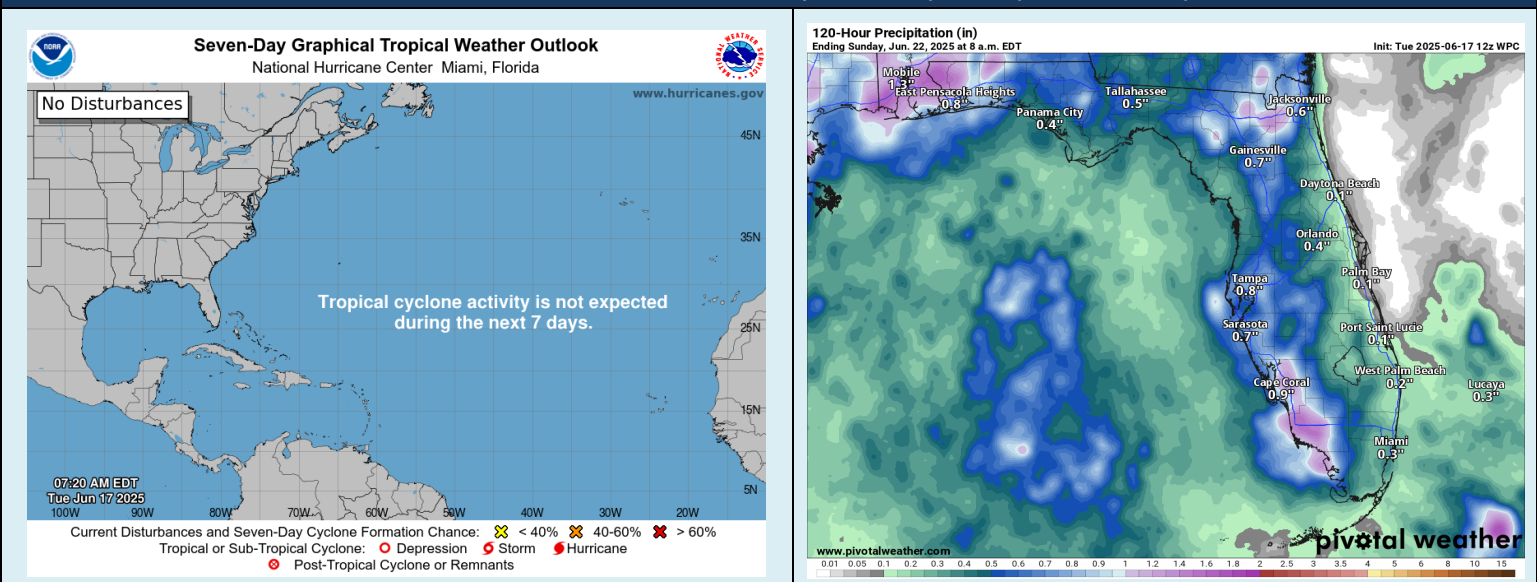 Seven-Day Graphical Tropical Weather Outlook
National Hurricane Center Miami, Florida
NOAA
No Disturbances
www.hurricanes.gov
45N
35N
Tropical cyclone activity is not expected
during the next 7 days.
25N
15N
07:20 AM EDT
Tue Jun 17 2025
5N
100W 90W 80W 70W 60W 50W 40W 30W 20W
Current Disturbances and Seven-Day Cyclone Formation Chance: < 40% 40-60% > 60%
Tropical or Sub-Tropical Cyclone: Depression Storm Hurricane
Post-Tropical Cyclone or Remnants
120-Hour Precipitation (in)
Ending Sunday, Jun. 22, 2025 at 8 a.m. EDT
Init: Tue 2025-06-17 12z WPC
Mobile
1.3"
East Pensacola Heights
0.8"
Panama City
0.4"
Tallahassee
0.5"
Jacksonville
0.6"
Gainesville
0.7"
Daytona Beach
0.1"
Orlando
0.4"
Tampa
0.8"
Palm Bay
0.1"
Sarasota
0.7"
Port Saint Lucie
0.1"
Cape Coral
0.9"
West Palm Beach
0.2"
Lucaya
0.3"
Miami
0.3"
www.pivotalweather.com
pivotal weather
0.01 0.05 0.1 0.2 0.3 0.4 0.5 0.6 0.7 0.8 0.9 1 1.2 1.4 1.6 1.8 2 2.5 3 3.5 4 5 6 8 10 15